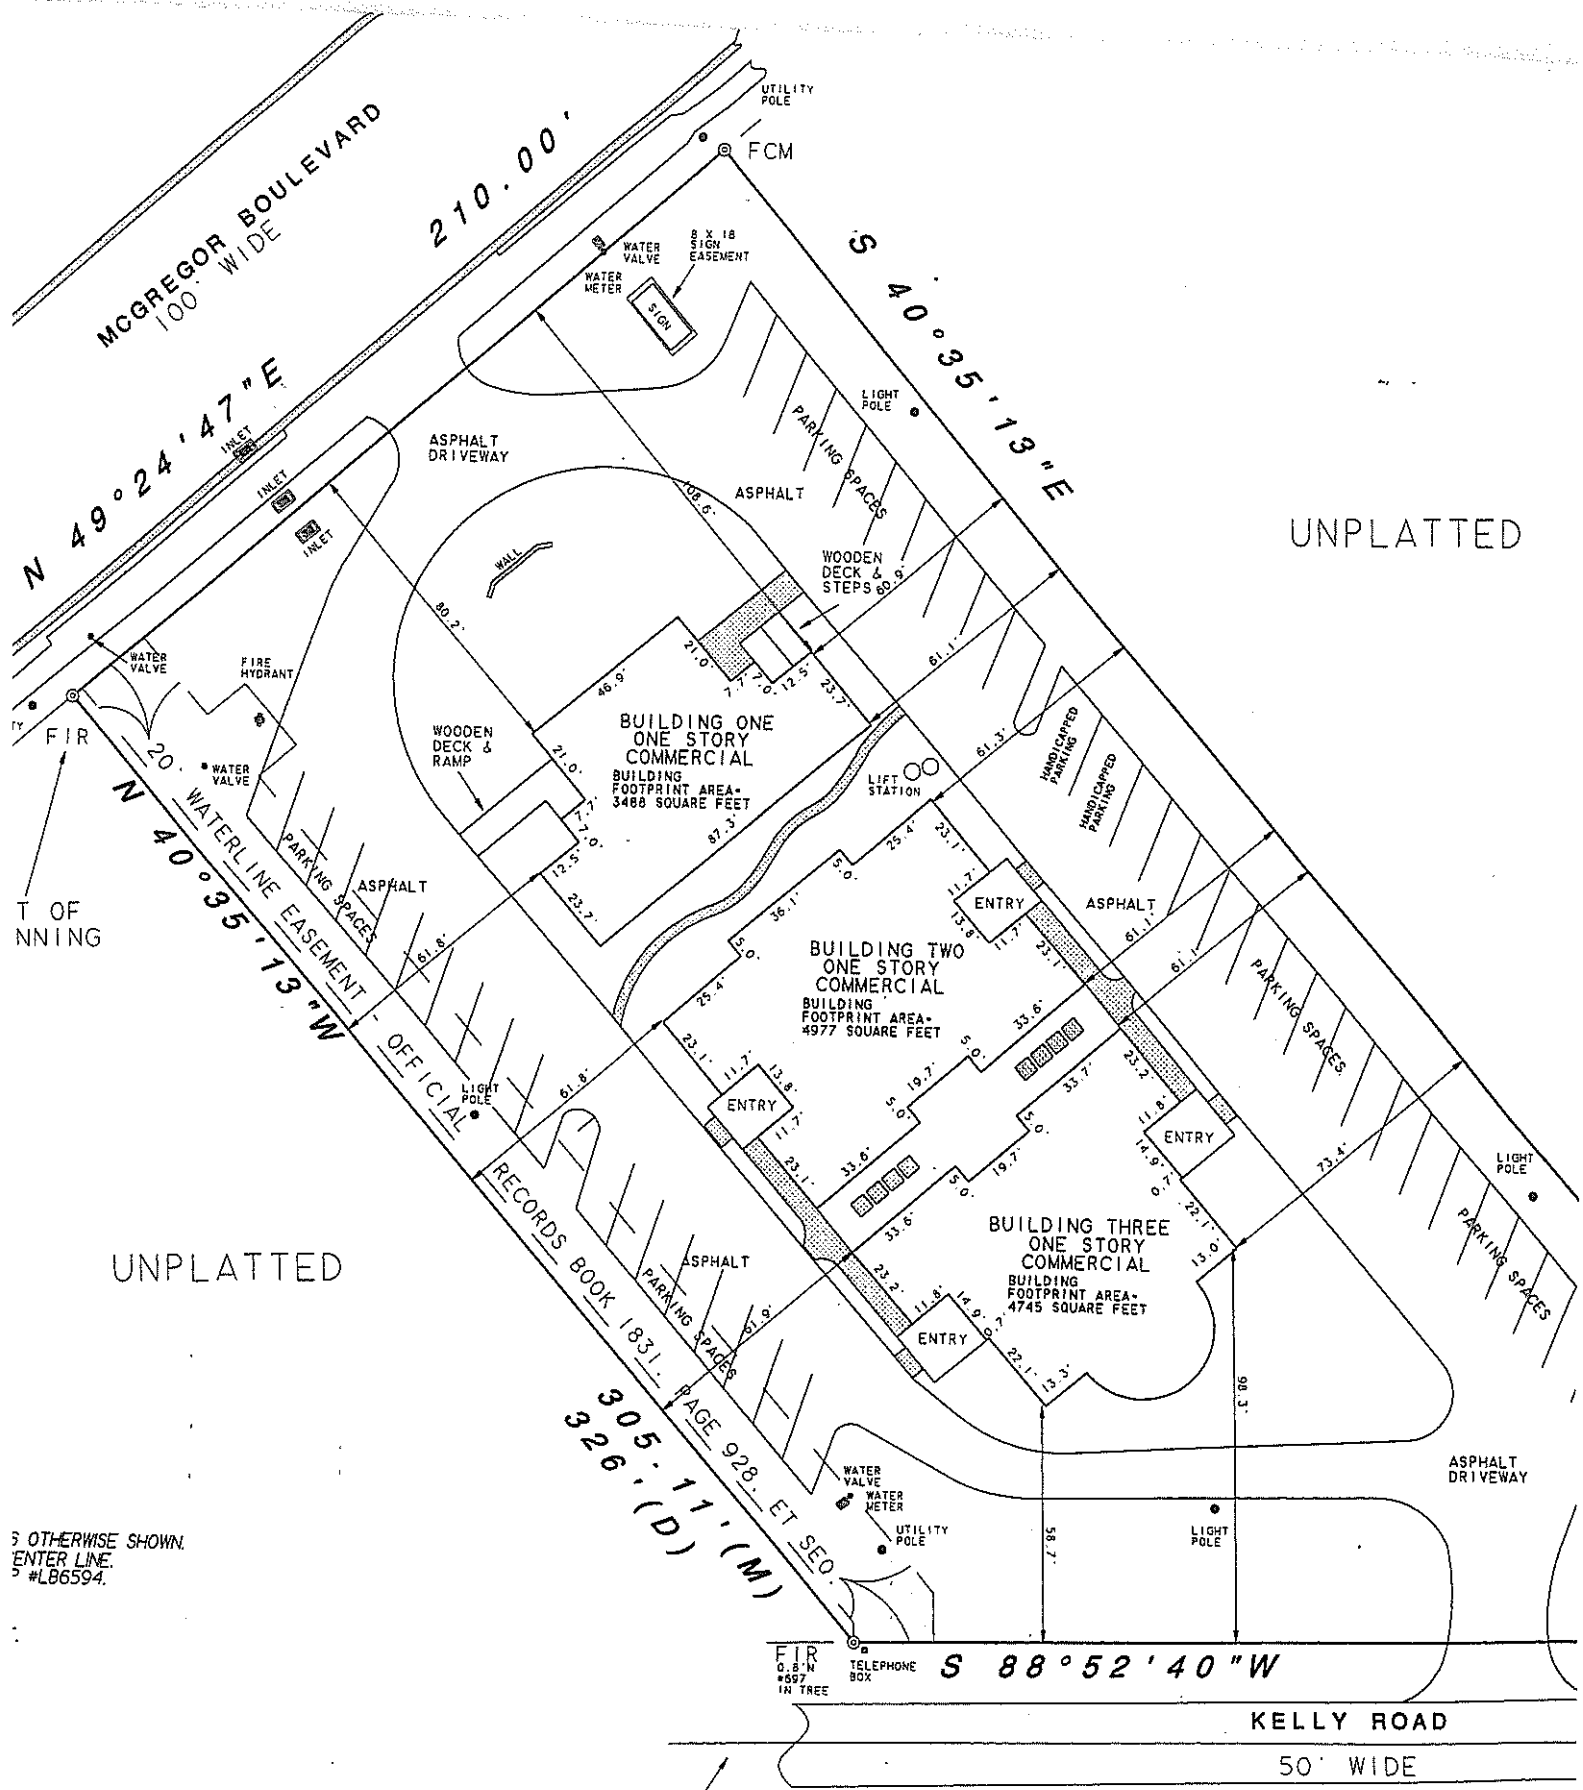 UTILITY
POLE
FCM
MCGREGOR BOULEVARD
100' WIDE
210.00'
N 49°24'47"E
S 40°35'13"E
WATER
VALVE
WATER
METER
8 X 18
SIGN
EASEMENT
SIGN
LIGHT
POLE
PARKING SPACES
ASPHALT
DRIVEWAY
ASPHALT
INLET
INLET
INLET
WALL
108.6'
80.2'
WOODEN
DECK &
STEPS
60.9'
61.1'
61.3'
UNPLATTED
WATER
VALVE
FIRE
HYDRANT
FIR
20'
WATER
VALVE
T OF
NNING
N 40°35'13"W
WATERLINE EASEMENT - OFFICIAL
RECORDS BOOK 1831, PAGE 928, ET SEQ.
WOODEN
DECK &
RAMP
46.9'
21.0'
7.7'
7.0'
12.5'
23.7'
BUILDING ONE
ONE STORY
COMMERCIAL
BUILDING
FOOTPRINT AREA=
3488 SQUARE FEET
21.0'
7.7'
7.0'
12.5'
23.7'
87.3'
LIFT
STATION
HANDICAPPED
PARKING
HANDICAPPED
PARKING
PARKING SPACES
ASPHALT
61.8'
61.8'
LIGHT
POLE
25.4'
23.1'
5.0'
36.1'
5.0'
25.4'
11.7'
ENTRY
13.8'
11.7'
23.1'
ASPHALT
61.1'
61.1'
BUILDING TWO
ONE STORY
COMMERCIAL
BUILDING
FOOTPRINT AREA=
4977 SQUARE FEET
23.1'
11.7'
13.8'
ENTRY
11.7'
23.1'
33.6'
5.0'
19.7'
5.0'
33.6'
33.7'
5.0'
19.7'
5.0'
33.6'
23.2'
11.8'
ENTRY
14.9'
0.7'
22.1'
13.0'
73.4'
PARKING SPACES
LIGHT
POLE
PARKING SPACES
BUILDING THREE
ONE STORY
COMMERCIAL
BUILDING
FOOTPRINT AREA=
4745 SQUARE FEET
23.2'
11.8'
14.9'
0.7'
ENTRY
22.1'
13.3'
UNPLATTED
ASPHALT
PARKING SPACES
61.9'
305.11'(M)
326'(D)
98.3'
58.7'
ASPHALT
DRIVEWAY
WATER
VALVE
WATER
METER
UTILITY
POLE
LIGHT
POLE
S OTHERWISE SHOWN.
ENTER LINE.
P #LB6594.
FIR
0.8'N
#697
IN TREE
TELEPHONE
BOX
S 88°52'40"W
KELLY ROAD
50' WIDE